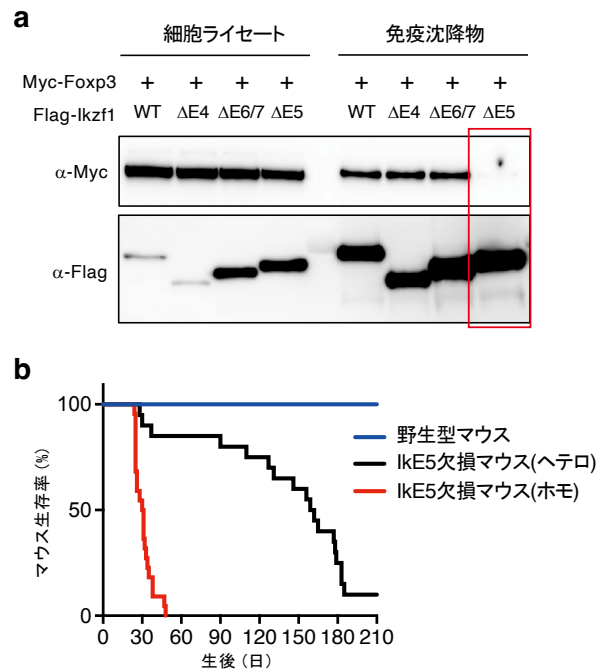 a
細胞ライセート 免疫沈降物
Myc-Foxp3 + + + + + + + +
Flag-Ikzf1 WT ΔE4 ΔE6/7 ΔE5 WT ΔE4 ΔE6/7 ΔE5
α-Myc
α-Flag
b
マウス生存率 (%)
100
50
0
0 30 60 90 120 150 180 210
生後 (日)
野生型マウス
IkE5欠損マウス(ヘテロ)
IkE5欠損マウス(ホモ)